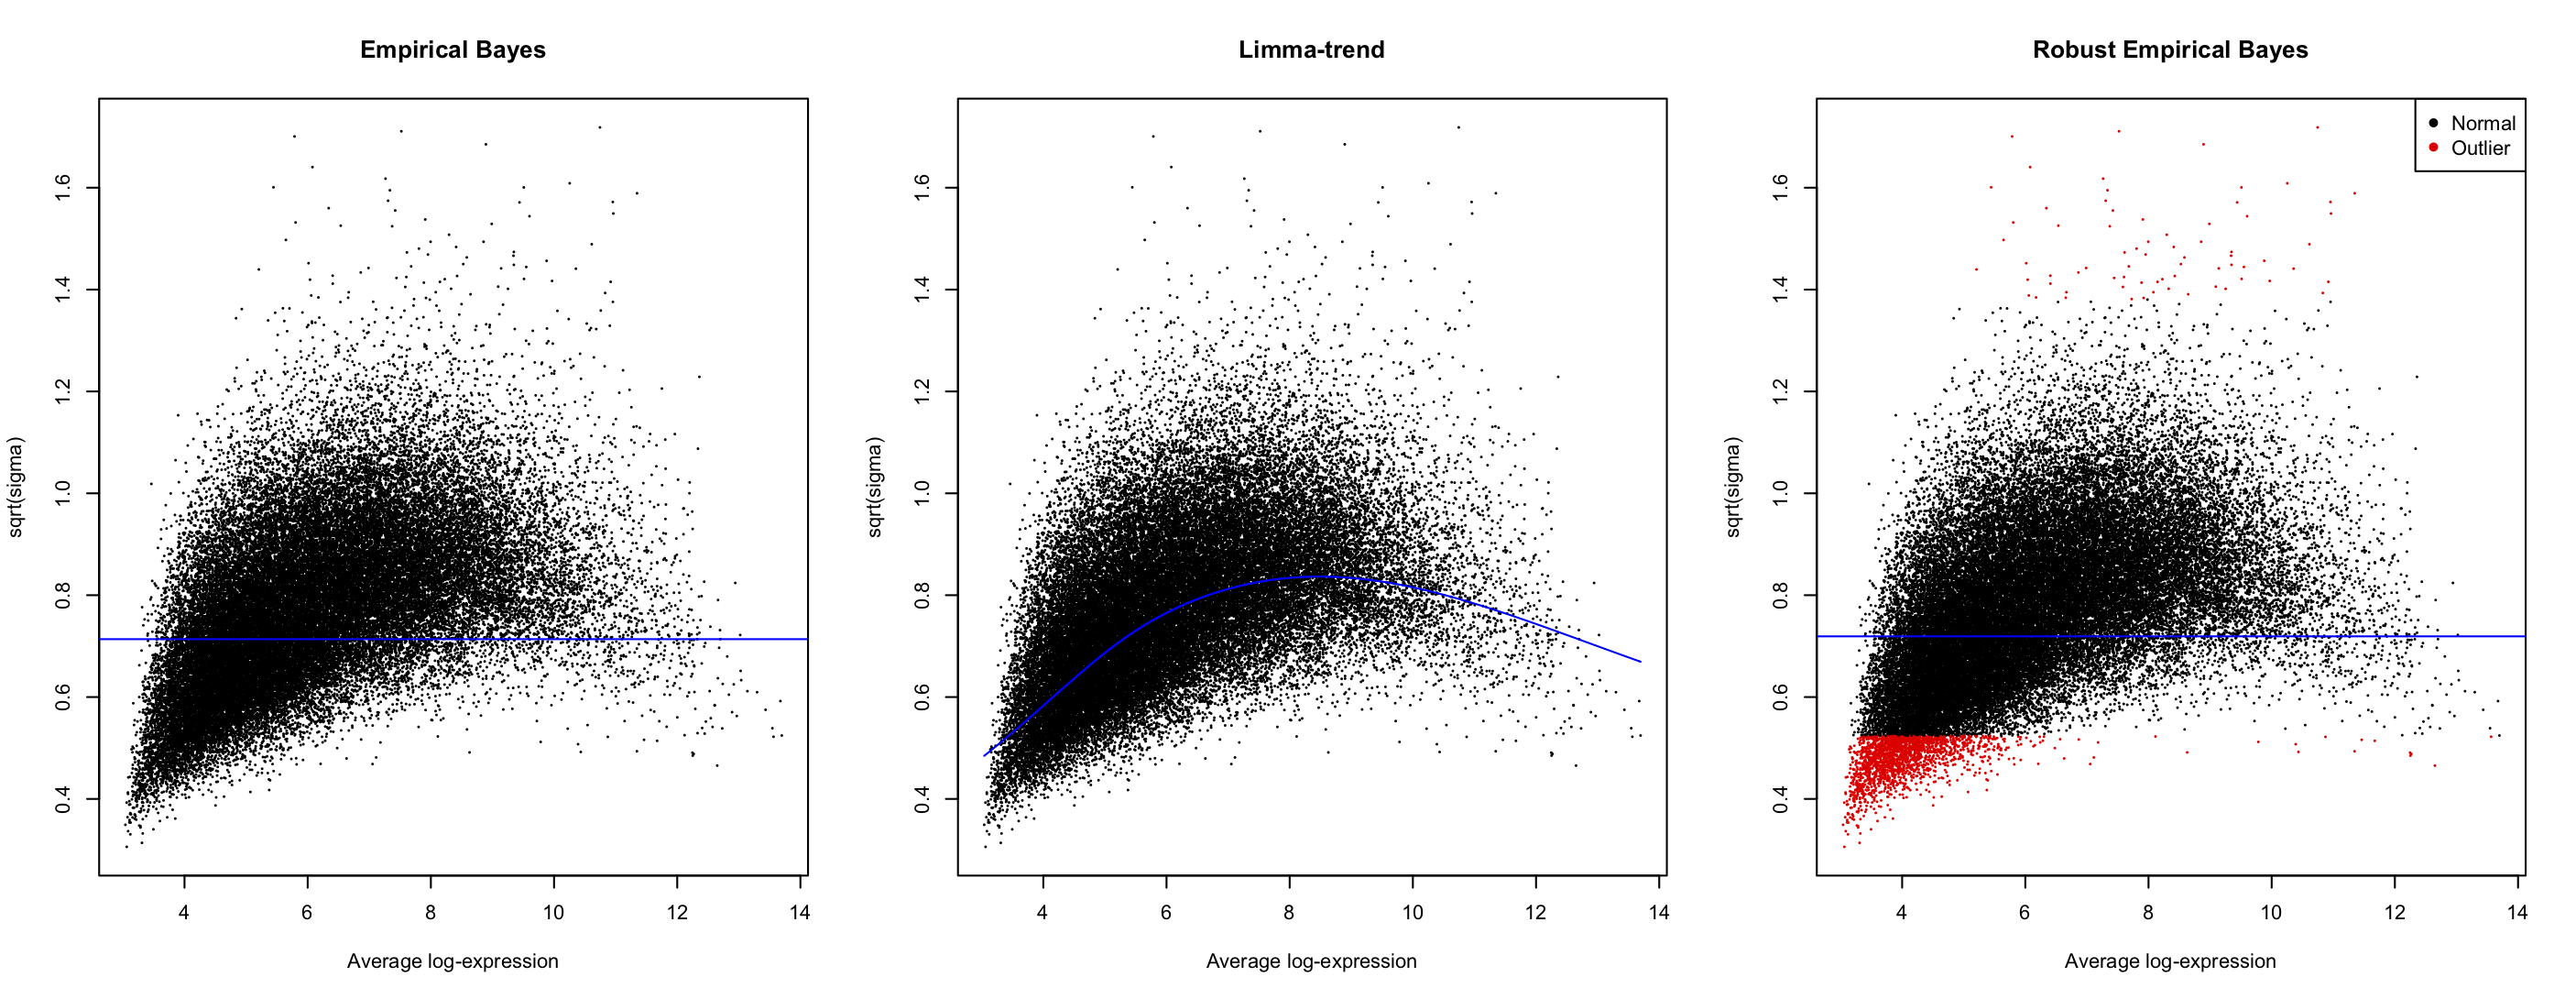 Empirical Bayes
sqrt(sigma)
1.6
1.4
1.2
1.0
0.8
0.6
0.4
4 6 8 10 12 14
Average log-expression
Limma-trend
sqrt(sigma)
1.6
1.4
1.2
1.0
0.8
0.6
0.4
4 6 8 10 12 14
Average log-expression
Robust Empirical Bayes
Normal
Outlier
sqrt(sigma)
1.6
1.4
1.2
1.0
0.8
0.6
0.4
4 6 8 10 12 14
Average log-expression